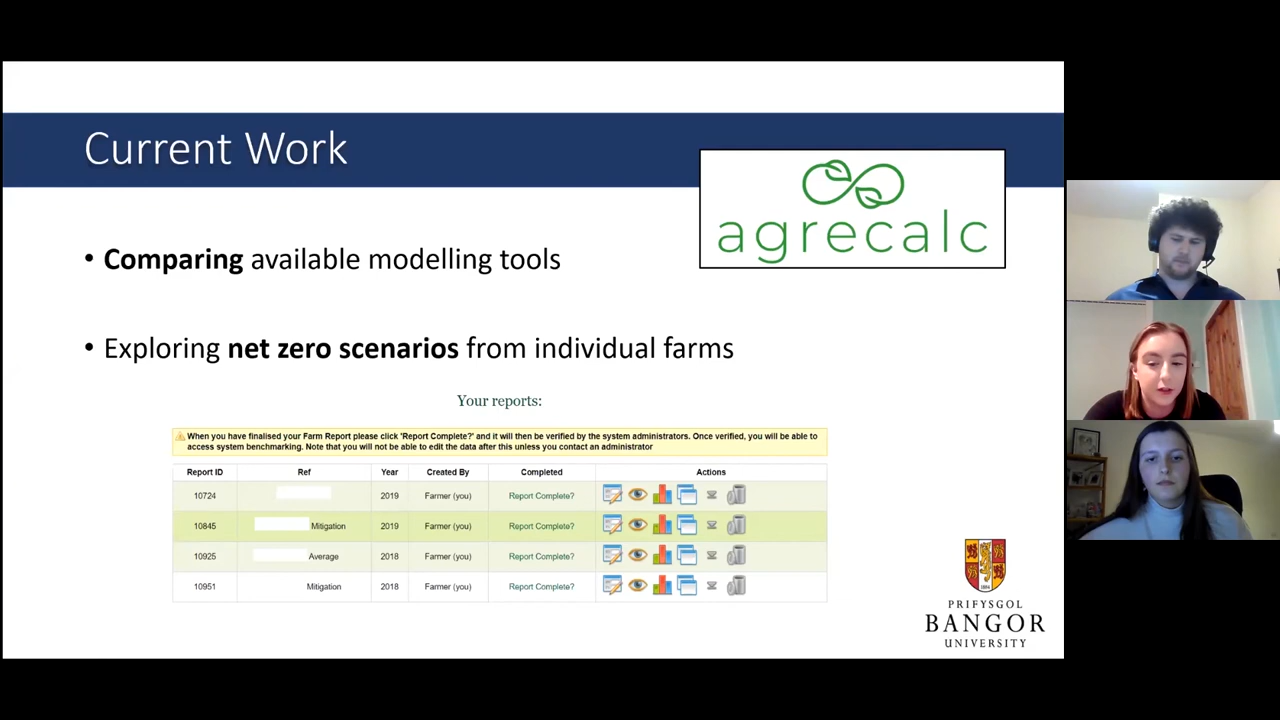 Current Work
agrecalc
• Comparing available modelling tools
• Exploring net zero scenarios from individual farms
Your reports:
When you have finalised your Farm Report please click 'Report Complete?' and it will then be verified by the system administrators. Once verified, you will be able to
access system benchmarking. Note that you will not be able to edit the data after this unless you contact an administrator
Report ID Ref Year Created By Completed Actions
10724 2019 Farmer (you) Report Complete?
10845 Mitigation 2019 Farmer (you) Report Complete?
10925 Average 2018 Farmer (you) Report Complete?
10951 Mitigation 2018 Farmer (you) Report Complete?
PRIFYSGOL
BANGOR
UNIVERSITY